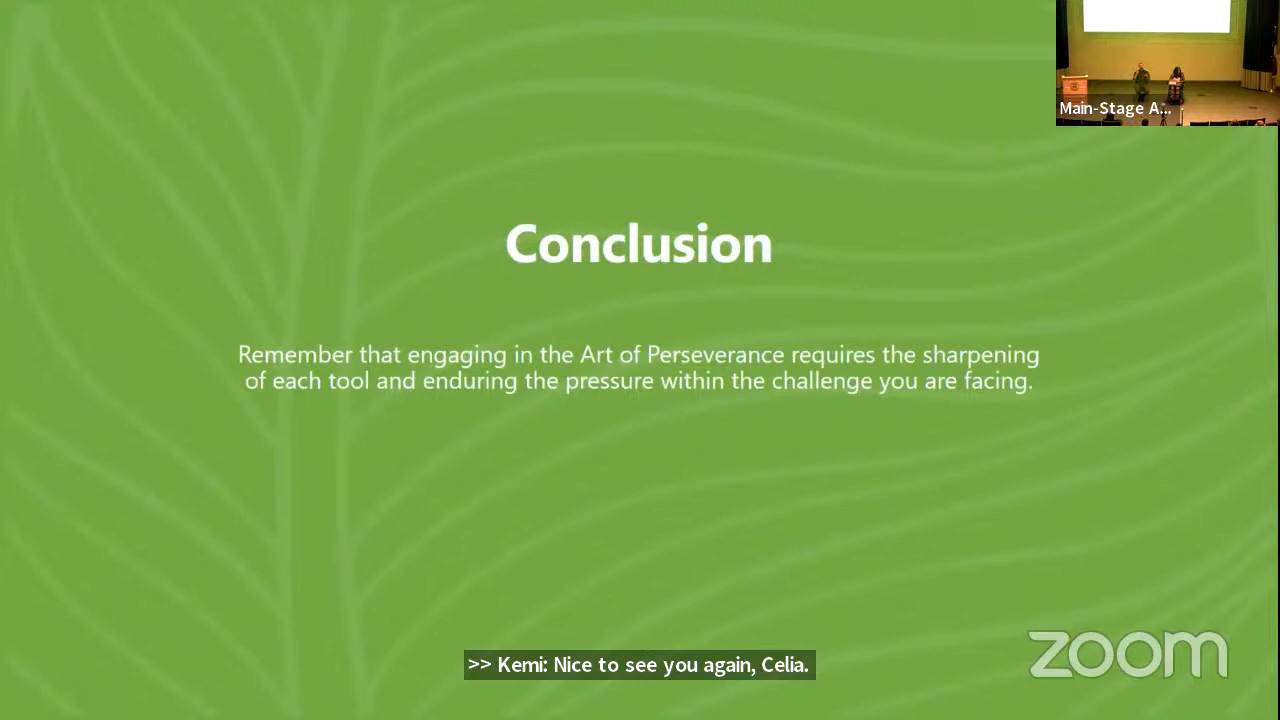 Main-Stage A...
Conclusion
Remember that engaging in the Art of Perseverance requires the sharpening
of each tool and enduring the pressure within the challenge you are facing.
>> Kemi: Nice to see you again, Celia.
zoom